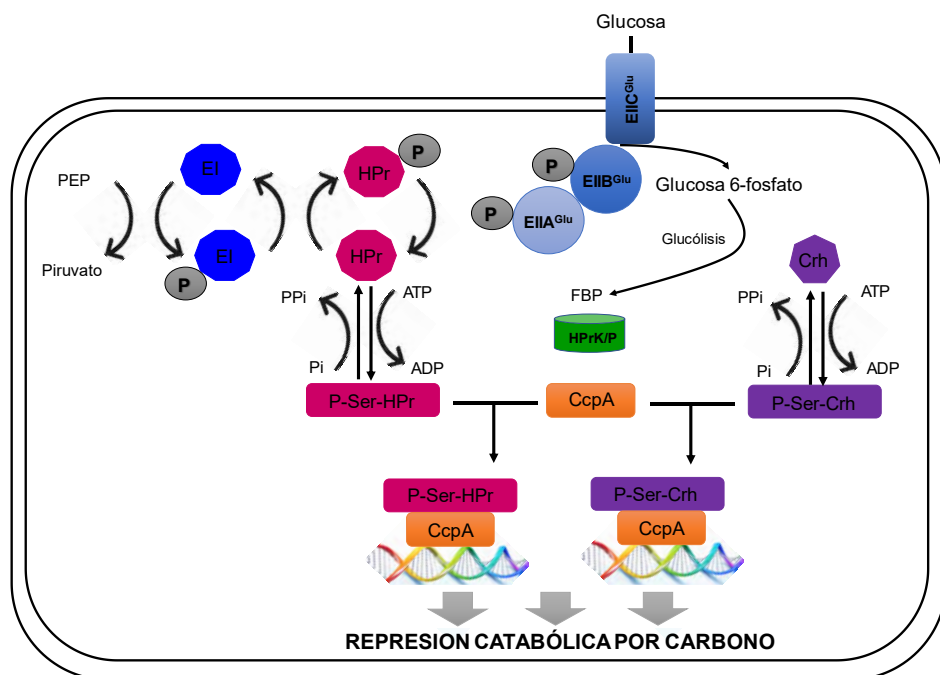 Glucosa
EIIC^Glu
P
HPr
EI
PEP
P
EIIB^Glu
Glucosa 6-fosfato
P
EIIA^Glu
Glucólisis
EI
HPr
Crh
Piruvato
P
PPi
ATP
FBP
PPi
ATP
HPrK/P
Pi
ADP
Pi
ADP
P-Ser-HPr
CcpA
P-Ser-Crh
P-Ser-HPr
P-Ser-Crh
CcpA
CcpA
REPRESION CATABÓLICA POR CARBONO